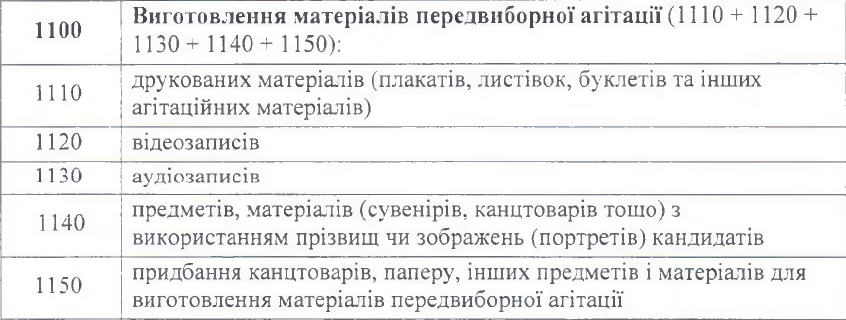 1100
Виготовлення матеріалів передвиборної агітації (1110 + 1120 +
1130 + 1140 + 1150):
1110
друкованих матеріалів (плакатів, листівок, буклетів та інших
агітаційних матеріалів)
1120
відеозаписів
1130
аудіозаписів
1140
предметів, матеріалів (сувенірів, канцтоварів тощо) з
використанням прізвищ чи зображень (портретів) кандидатів
1150
придбання канцтоварів, паперу, інших предметів і матеріалів для
виготовлення матеріалів передвиборної агітації